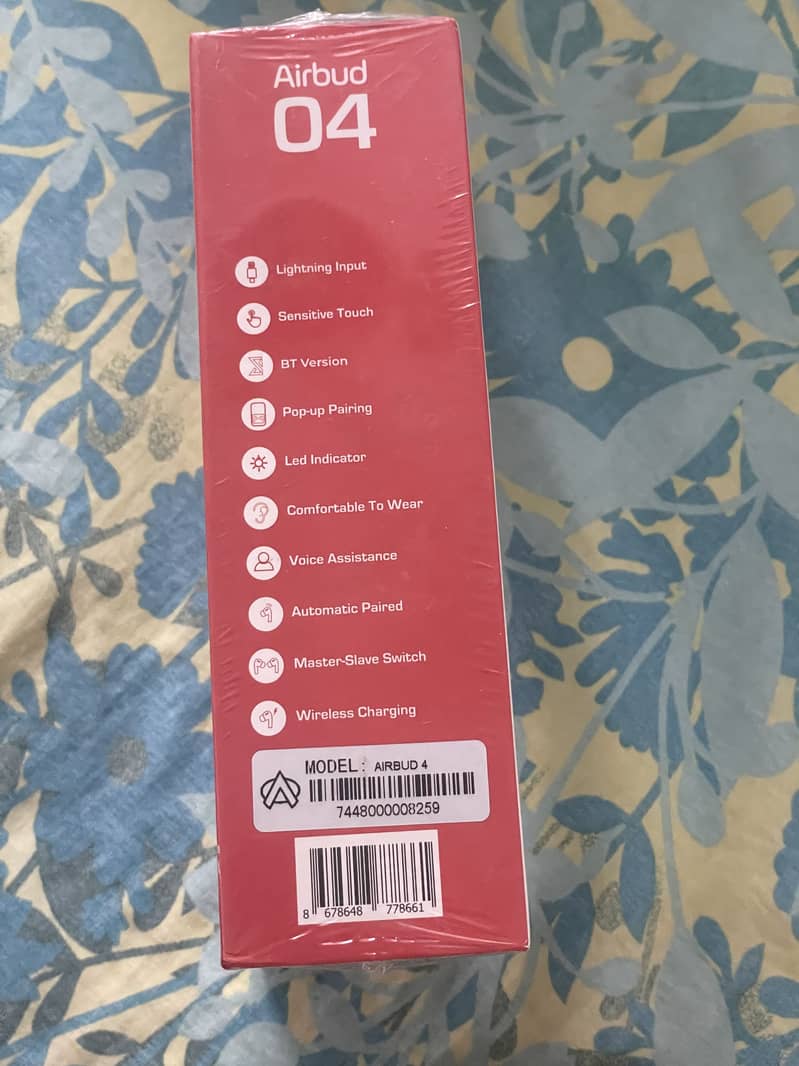 Airbud
04
Lightning Input
Sensitive Touch
BT Version
Pop-up Pairing
Led Indicator
Comfortable To Wear
Voice Assistance
Automatic Paired
Master-Slave Switch
Wireless Charging
MODEL: AIRBUD 4
7448000008259
8 678648 778661